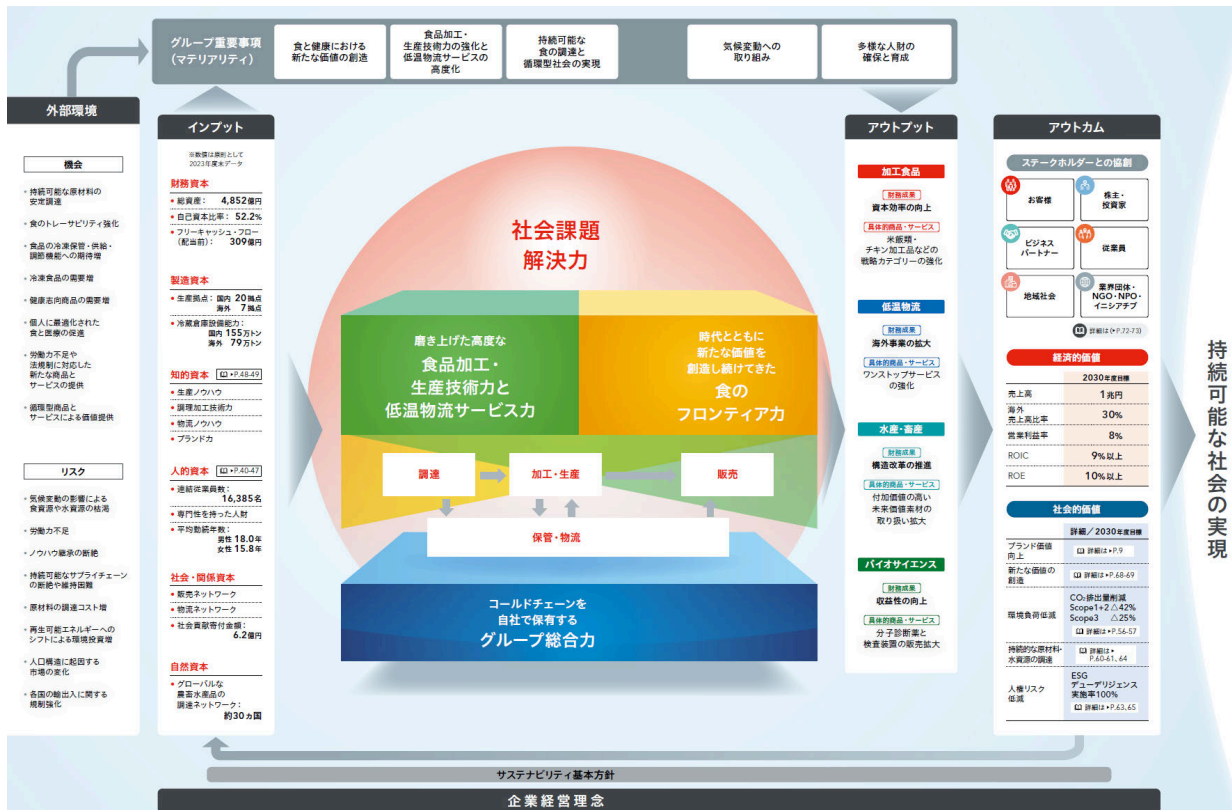 グループ重要事項
（マテリアリティ）
食と健康における
新たな価値の創造
食品加工・
生産技術力の強化と
低温物流サービスの
高度化
持続可能な
食の調達と
循環型社会の実現
気候変動への
取り組み
多様な人財の
確保と育成
外部環境
機会
・持続可能な原材料の
安定調達
・食のトレーサビリティ強化
・食品の冷凍保管・供給・
調節機能への期待増
・冷凍食品の需要増
・健康志向商品の需要増
・個人に最適化された
食と医療の促進
・労働力不足や
法規制に対応した
新たな商品と
サービスの提供
・循環型商品と
サービスによる価値提供
リスク
・気候変動の影響による
食資源や水資源の枯渇
・労働力不足
・ノウハウ継承の断絶
・持続可能なサプライチェーン
の断絶や維持困難
・原材料の調達コスト増
・再生可能エネルギーへの
シフトによる環境投資増
・人口構造に起因する
市場の変化
・各国の輸出入に関する
規制強化
インプット
※数値は原則として
2023年度末データ
財務資本
・総資産： 4,852億円
・自己資本比率： 52.2%
・フリーキャッシュ・フロー
（配当前）： 309億円
製造資本
・生産拠点： 国内 20拠点
海外 7拠点
・冷蔵倉庫設備能力：
国内 155万トン
海外 79万トン
知的資本 ▸P.48-49
・生産ノウハウ
・調理加工技術力
・物流ノウハウ
・ブランド力
人的資本 ▸P.40-47
・連結従業員数：
16,385名
・専門性を持った人財
・平均勤続年数：
男性 18.0年
女性 15.8年
社会・関係資本
・販売ネットワーク
・物流ネットワーク
・社会貢献寄付金額：
6.2億円
自然資本
・グローバルな
農畜水産品の
調達ネットワーク：
約30ヵ国
社会課題
解決力
磨き上げた高度な
食品加工・
生産技術力と
低温物流サービス力
時代とともに
新たな価値を
創造し続けてきた
食の
フロンティア力
調達
加工・生産
販売
保管・物流
コールドチェーンを
自社で保有する
グループ総合力
アウトプット
加工食品
財務成果
資本効率の向上
具体的商品・サービス
米飯類・
チキン加工品などの
戦略カテゴリーの強化
低温物流
財務成果
海外事業の拡大
具体的商品・サービス
ワンストップサービス
の強化
水産・畜産
財務成果
構造改革の推進
具体的商品・サービス
付加価値の高い
未来価値素材の
取り扱い拡大
バイオサイエンス
財務成果
収益性の向上
具体的商品・サービス
分子診断薬と
検査装置の販売拡大
アウトカム
ステークホルダーとの協創
お客様
株主・
投資家
ビジネス
パートナー
従業員
地域社会
業界団体・
NGO・NPO・
イニシアチブ
詳細は（▸P.72-73）
経済的価値
2030年度目標
売上高 1兆円
海外
売上高比率 30%
営業利益率 8%
ROIC 9%以上
ROE 10%以上
社会的価値
詳細／2030年度目標
ブランド価値
向上
詳細は▸P.9
新たな価値の
創造
詳細は▸P.68-69
環境負荷低減
CO₂排出量削減
Scope1+2 △42%
Scope3 △25%
詳細は▸P.56-57
持続的な原材料・
水資源の調達
詳細は▸
P.60-61、64
人権リスク
低減
ESG
デューデリジェンス
実施率100%
詳細は▸P.63、65
持続可能な社会の実現
サステナビリティ基本方針
企業経営理念